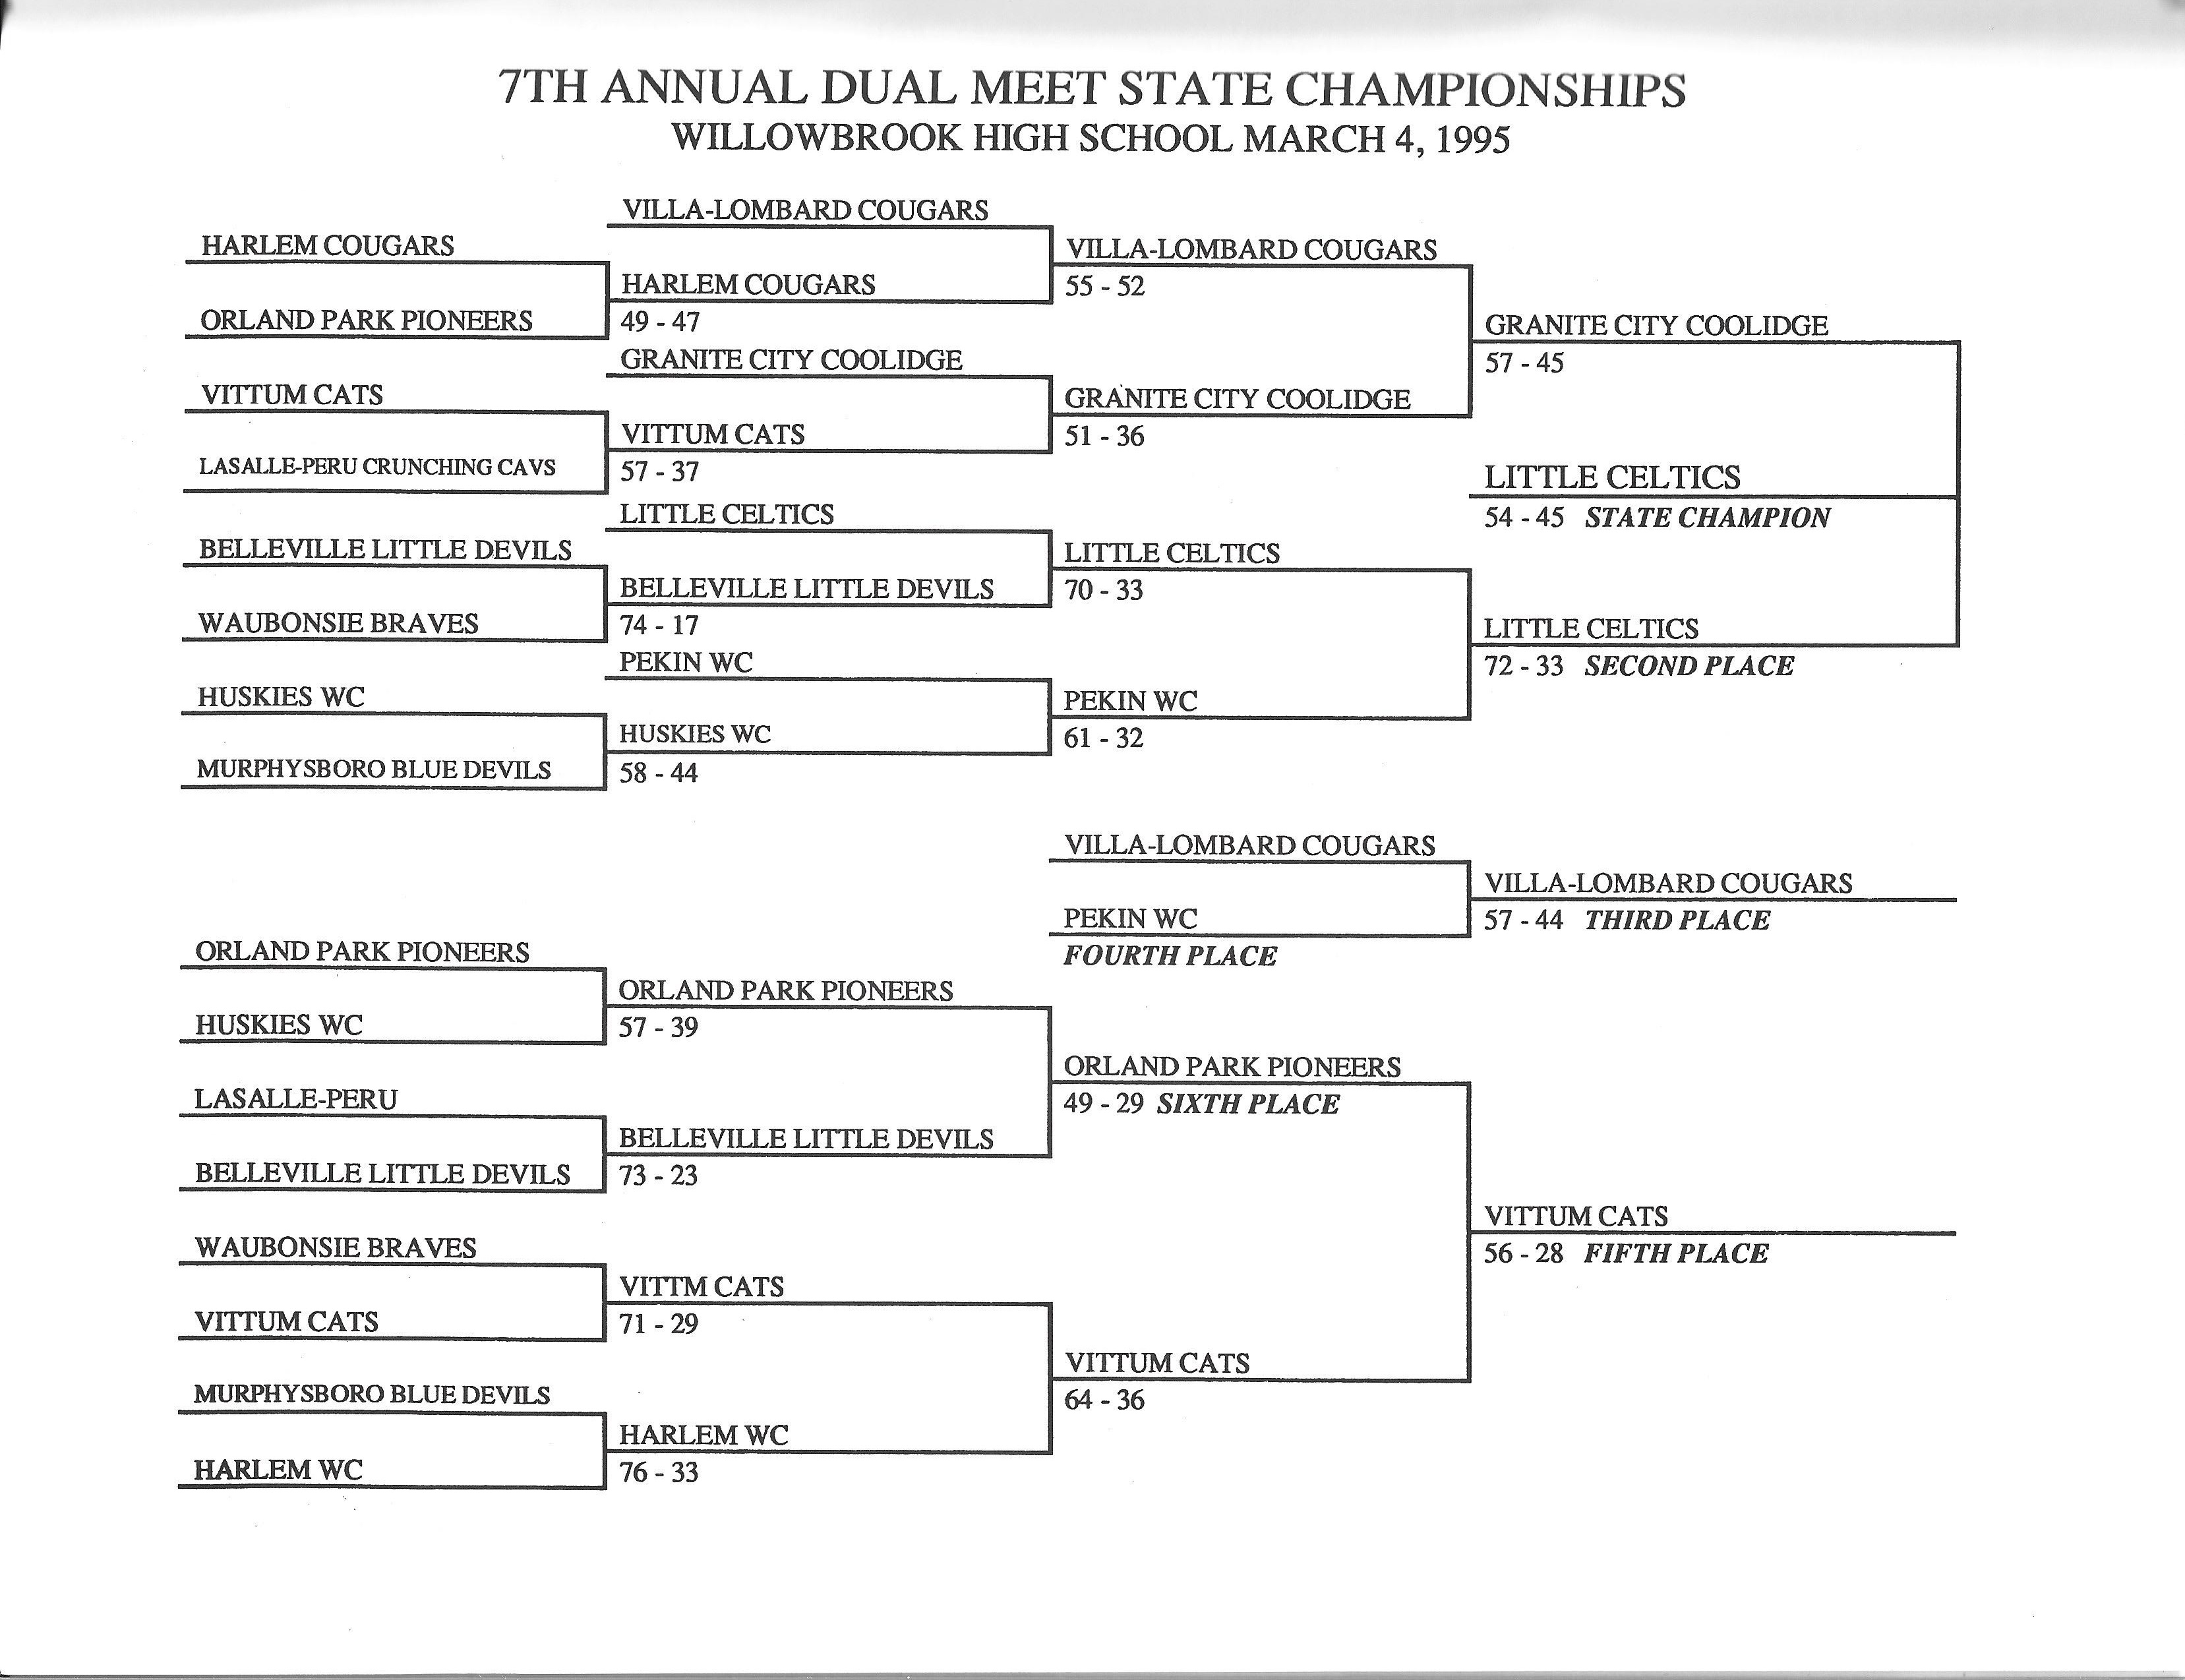 7TH ANNUAL DUAL MEET STATE CHAMPIONSHIPS
WILLOWBROOK HIGH SCHOOL MARCH 4, 1995
VILLA-LOMBARD COUGARS
HARLEM COUGARS
VILLA-LOMBARD COUGARS
HARLEM COUGARS
55 - 52
ORLAND PARK PIONEERS
49 - 47
GRANITE CITY COOLIDGE
GRANITE CITY COOLIDGE
57 - 45
VITTUM CATS
GRANITE CITY COOLIDGE
VITTUM CATS
51 - 36
LASALLE-PERU CRUNCHING CAVS
57 - 37
LITTLE CELTICS
54 - 45 STATE CHAMPION
LITTLE CELTICS
BELLEVILLE LITTLE DEVILS
LITTLE CELTICS
BELLEVILLE LITTLE DEVILS
70 - 33
WAUBONSIE BRAVES
74 - 17
LITTLE CELTICS
72 - 33 SECOND PLACE
PEKIN WC
HUSKIES WC
PEKIN WC
HUSKIES WC
61 - 32
MURPHYSBORO BLUE DEVILS
58 - 44
VILLA-LOMBARD COUGARS
VILLA-LOMBARD COUGARS
PEKIN WC
57 - 44 THIRD PLACE
FOURTH PLACE
ORLAND PARK PIONEERS
ORLAND PARK PIONEERS
HUSKIES WC
57 - 39
ORLAND PARK PIONEERS
49 - 29 SIXTH PLACE
LASALLE-PERU
BELLEVILLE LITTLE DEVILS
BELLEVILLE LITTLE DEVILS
73 - 23
VITTUM CATS
56 - 28 FIFTH PLACE
WAUBONSIE BRAVES
VITTM CATS
VITTUM CATS
71 - 29
VITTUM CATS
64 - 36
MURPHYSBORO BLUE DEVILS
HARLEM WC
HARLEM WC
76 - 33